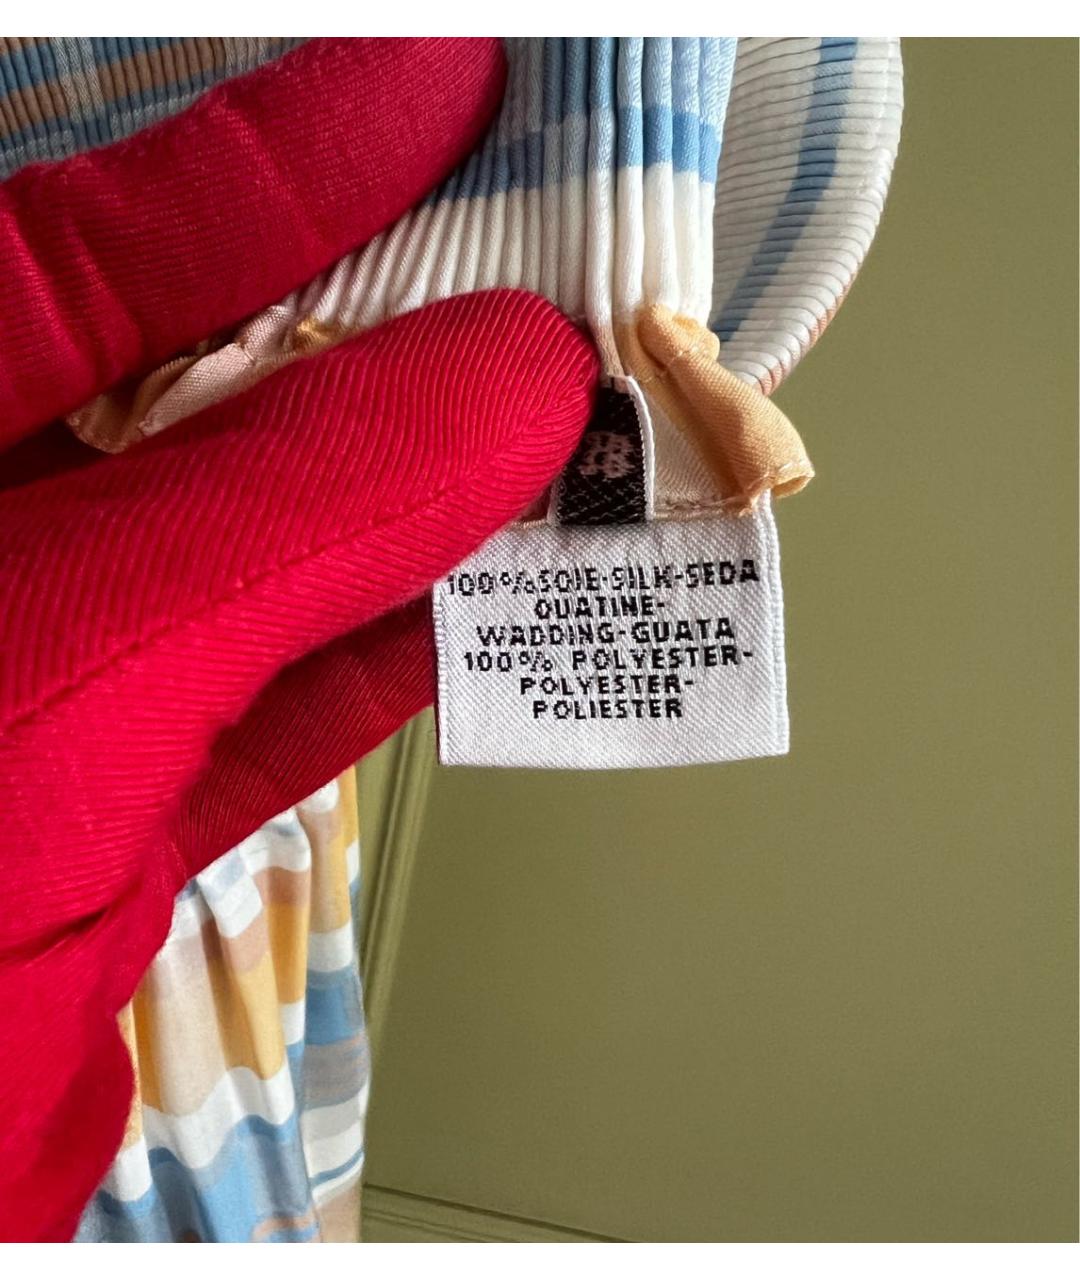 100%SOIE-SILK-SEDA
OUATINE-
WADDING-GUATA
100% POLYESTER-
POLYESTER-
POLIESTER